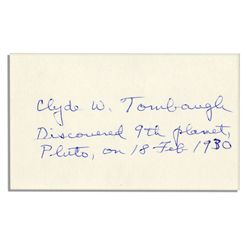 Clyde W. Tombaugh
Discovered 9th planet,
Pluto, on 18 Feb 1930